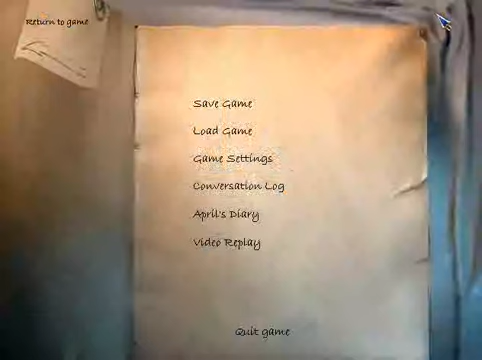 Return to game
Save Game
Load Game
Game Settings
Conversation Log
April's Diary
Video Replay
Quit game